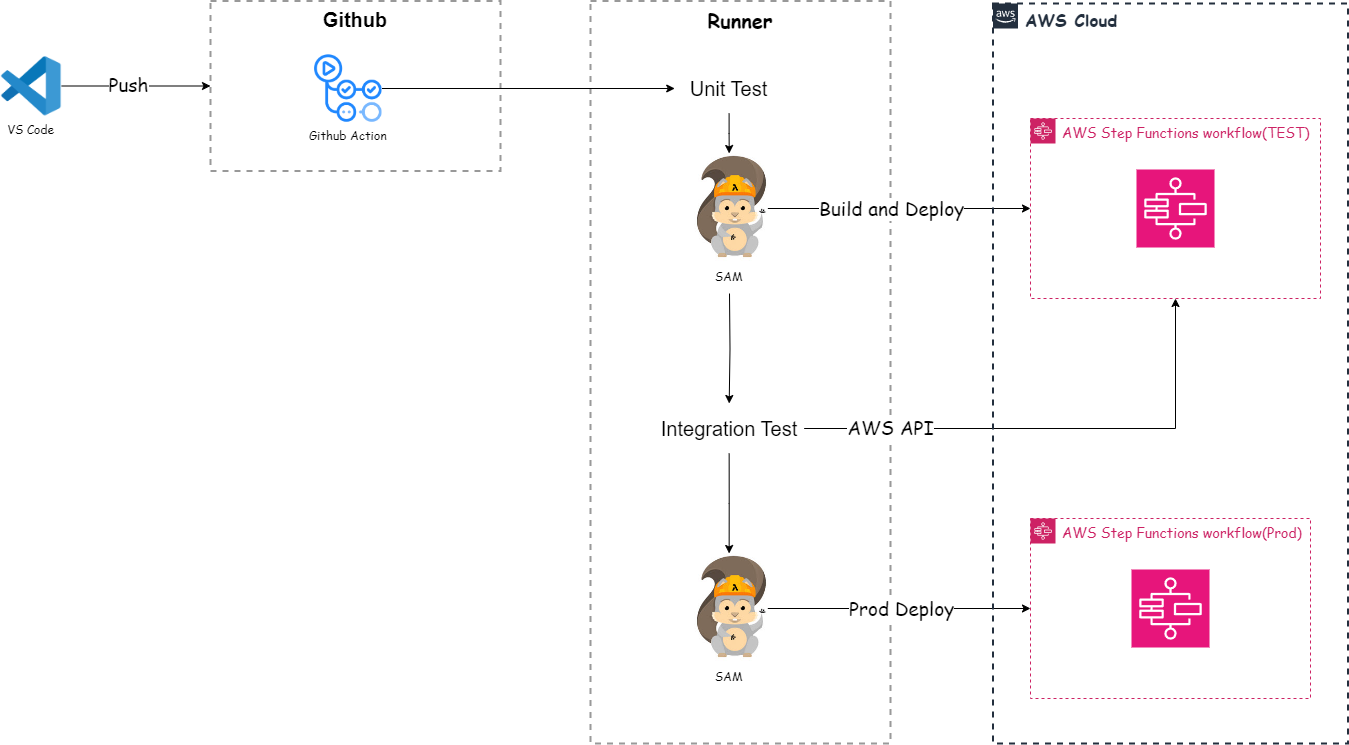 Github
Runner
aws
AWS Cloud
Push
VS Code
Github Action
Unit Test
AWS Step Functions workflow(TEST)
λ
Build and Deploy
SAM
Integration Test
AWS API
AWS Step Functions workflow(Prod)
λ
Prod Deploy
SAM